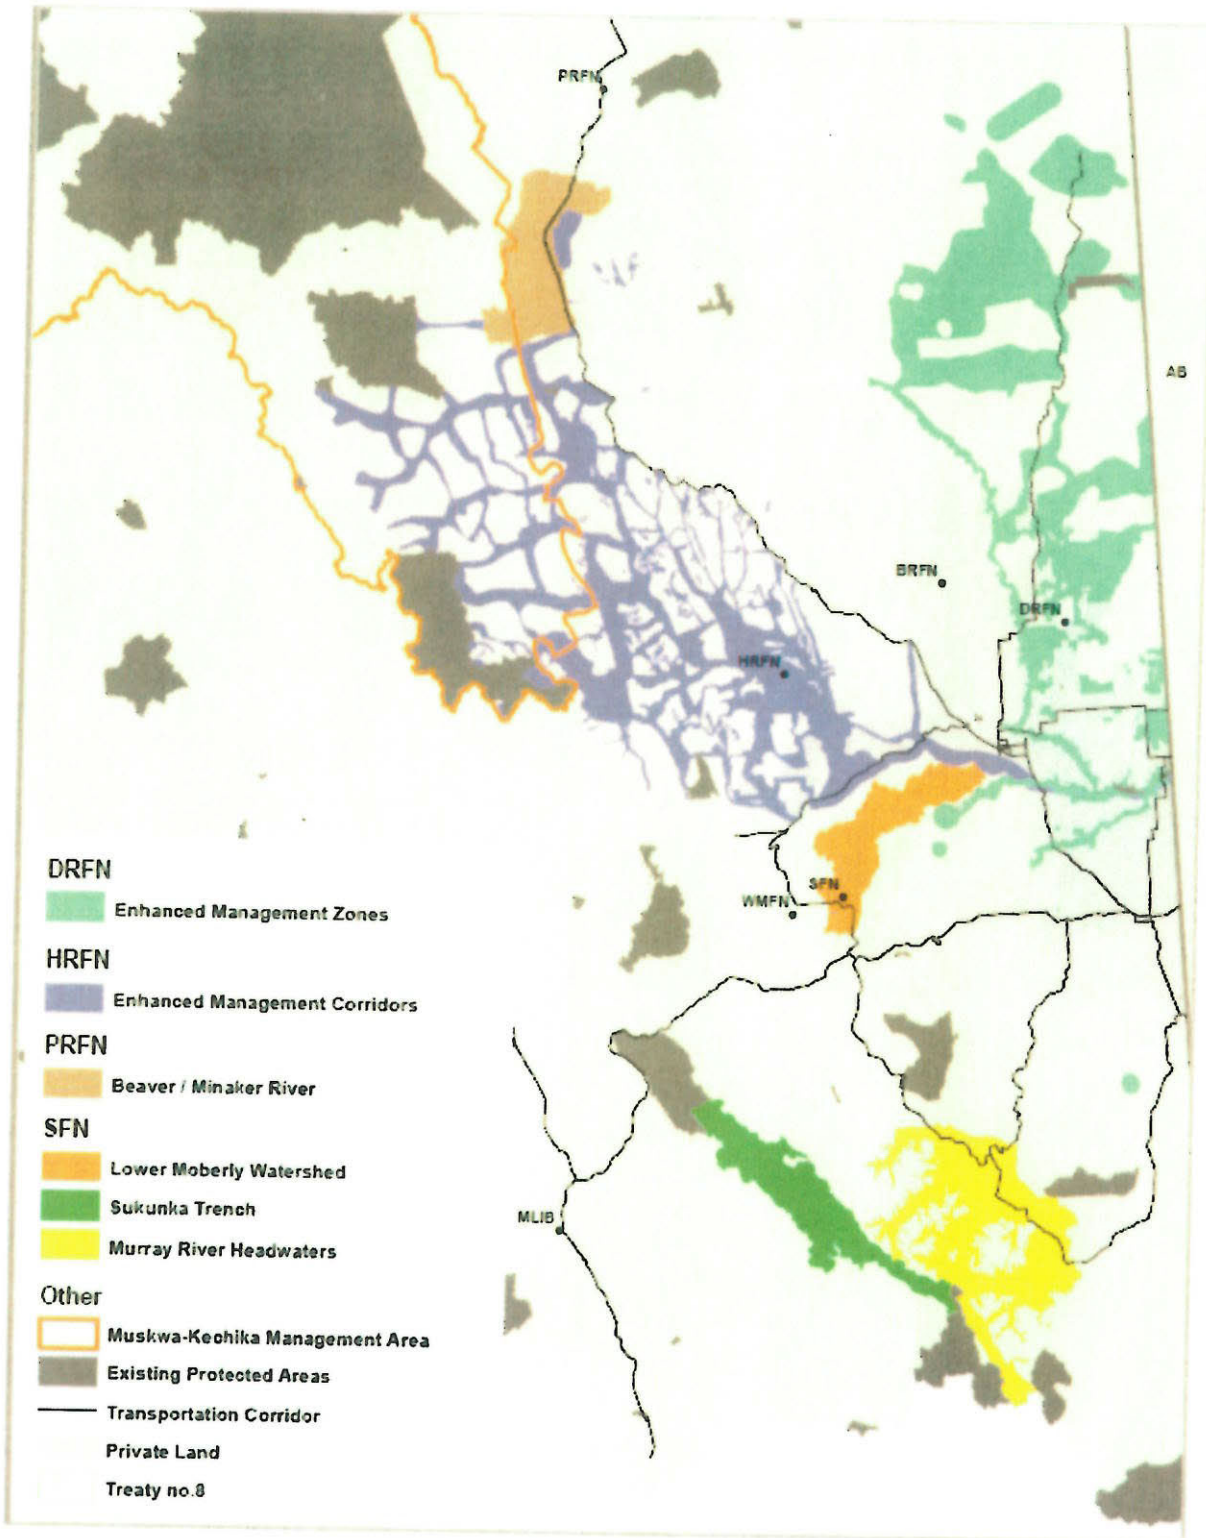 PRFN
AB
BRFN
DRFN
HRFN
SFN
WMFN
MLIB
DRFN
Enhanced Management Zones
HRFN
Enhanced Management Corridors
PRFN
Beaver / Minaker River
SFN
Lower Moberly Watershed
Sukunka Trench
Murray River Headwaters
Other
Muskwa-Kechika Management Area
Existing Protected Areas
Transportation Corridor
Private Land
Treaty no.8